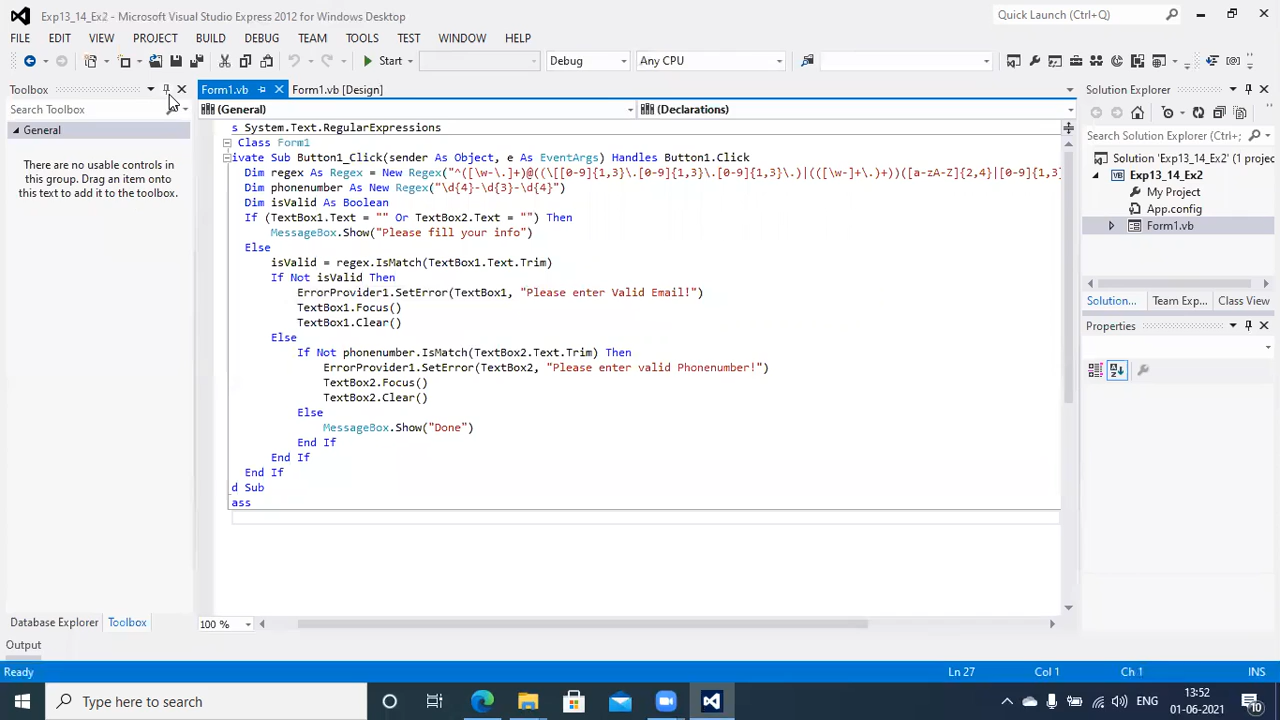 Exp13_14_Ex2 - Microsoft Visual Studio Express 2012 for Windows Desktop
Quick Launch (Ctrl+Q)
FILE EDIT VIEW PROJECT BUILD DEBUG TEAM TOOLS TEST WINDOW HELP
Start Debug Any CPU
Toolbox
Search Toolbox
General
There are no usable controls in
this group. Drag an item onto
this text to add it to the toolbox.
Database Explorer Toolbox
Output
Form1.vb Form1.vb [Design]
(General) (Declarations)
s System.Text.RegularExpressions
Class Form1
ivate Sub Button1_Click(sender As Object, e As EventArgs) Handles Button1.Click
Dim regex As Regex = New Regex("^([\w-\.]+)@((\[[0-9]{1,3}\.[0-9]{1,3}\.[0-9]{1,3}\.)|(([\w-]+\.)+))([a-zA-Z]{2,4}|[0-9]{1,3}
Dim phonenumber As New Regex("\d{4}-\d{3}-\d{4}")
Dim isValid As Boolean
If (TextBox1.Text = "" Or TextBox2.Text = "") Then
MessageBox.Show("Please fill your info")
Else
isValid = regex.IsMatch(TextBox1.Text.Trim)
If Not isValid Then
ErrorProvider1.SetError(TextBox1, "Please enter Valid Email!")
TextBox1.Focus()
TextBox1.Clear()
Else
If Not phonenumber.IsMatch(TextBox2.Text.Trim) Then
ErrorProvider1.SetError(TextBox2, "Please enter valid Phonenumber!")
TextBox2.Focus()
TextBox2.Clear()
Else
MessageBox.Show("Done")
End If
End If
End If
d Sub
ass
100 %
Solution Explorer
Search Solution Explorer (Ctrl+
Solution 'Exp13_14_Ex2' (1 projec
Exp13_14_Ex2
My Project
App.config
Form1.vb
Solution... Team Exp... Class View
Properties
Ready Ln 27 Col 1 Ch 1 INS
Type here to search
ENG
13:52
01-06-2021
10